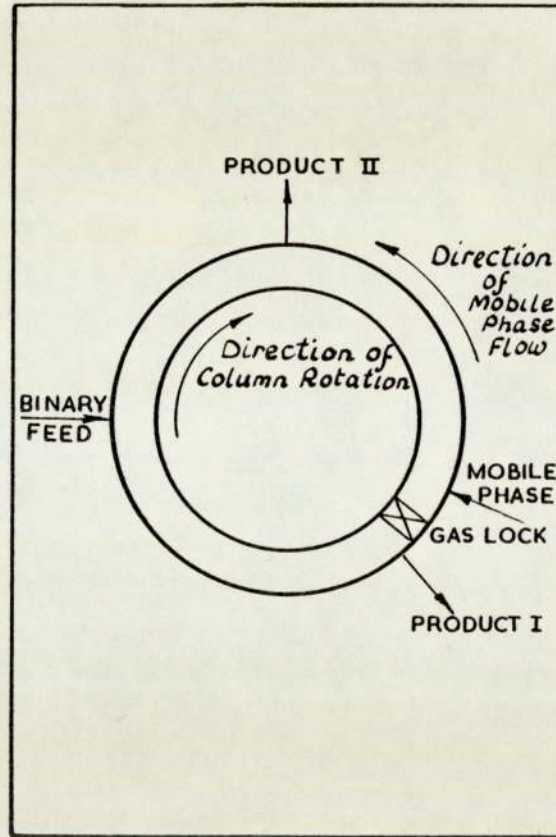 PRODUCT II
Direction
of
Mobile
Phase
Flow
Direction of
Column Rotation
BINARY
FEED
MOBILE
PHASE
GAS LOCK
PRODUCT I